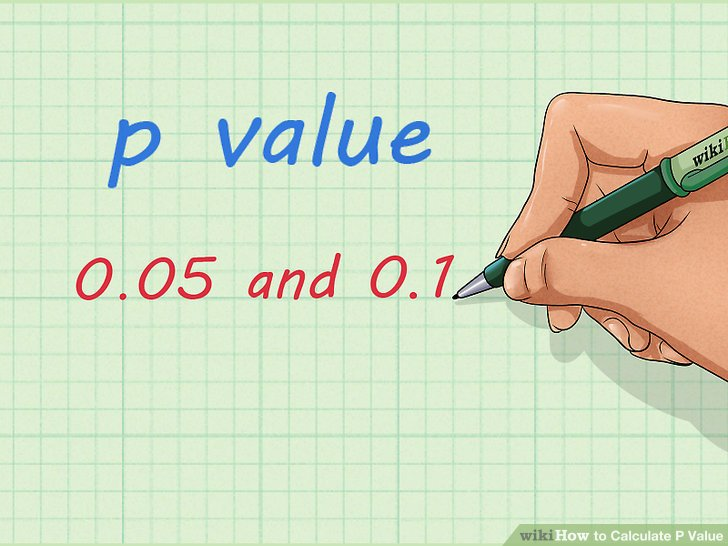 p value
0.05 and 0.1
wiki
wikiHow to Calculate P Value